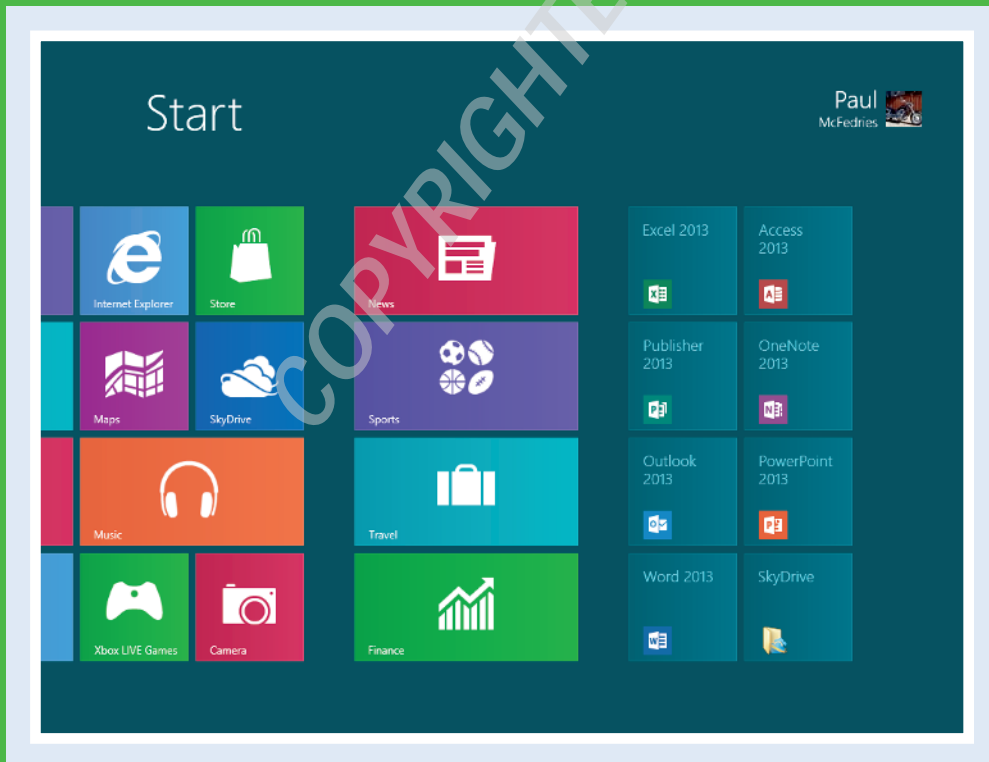 Start
Paul
McFedries
Internet Explorer
Store
Maps
SkyDrive
Music
Xbox LIVE Games
Camera
News
Sports
Travel
Finance
Excel 2013
Access
2013
Publisher
2013
OneNote
2013
Outlook
2013
PowerPoint
2013
Word 2013
SkyDrive
COPYRIGHTE